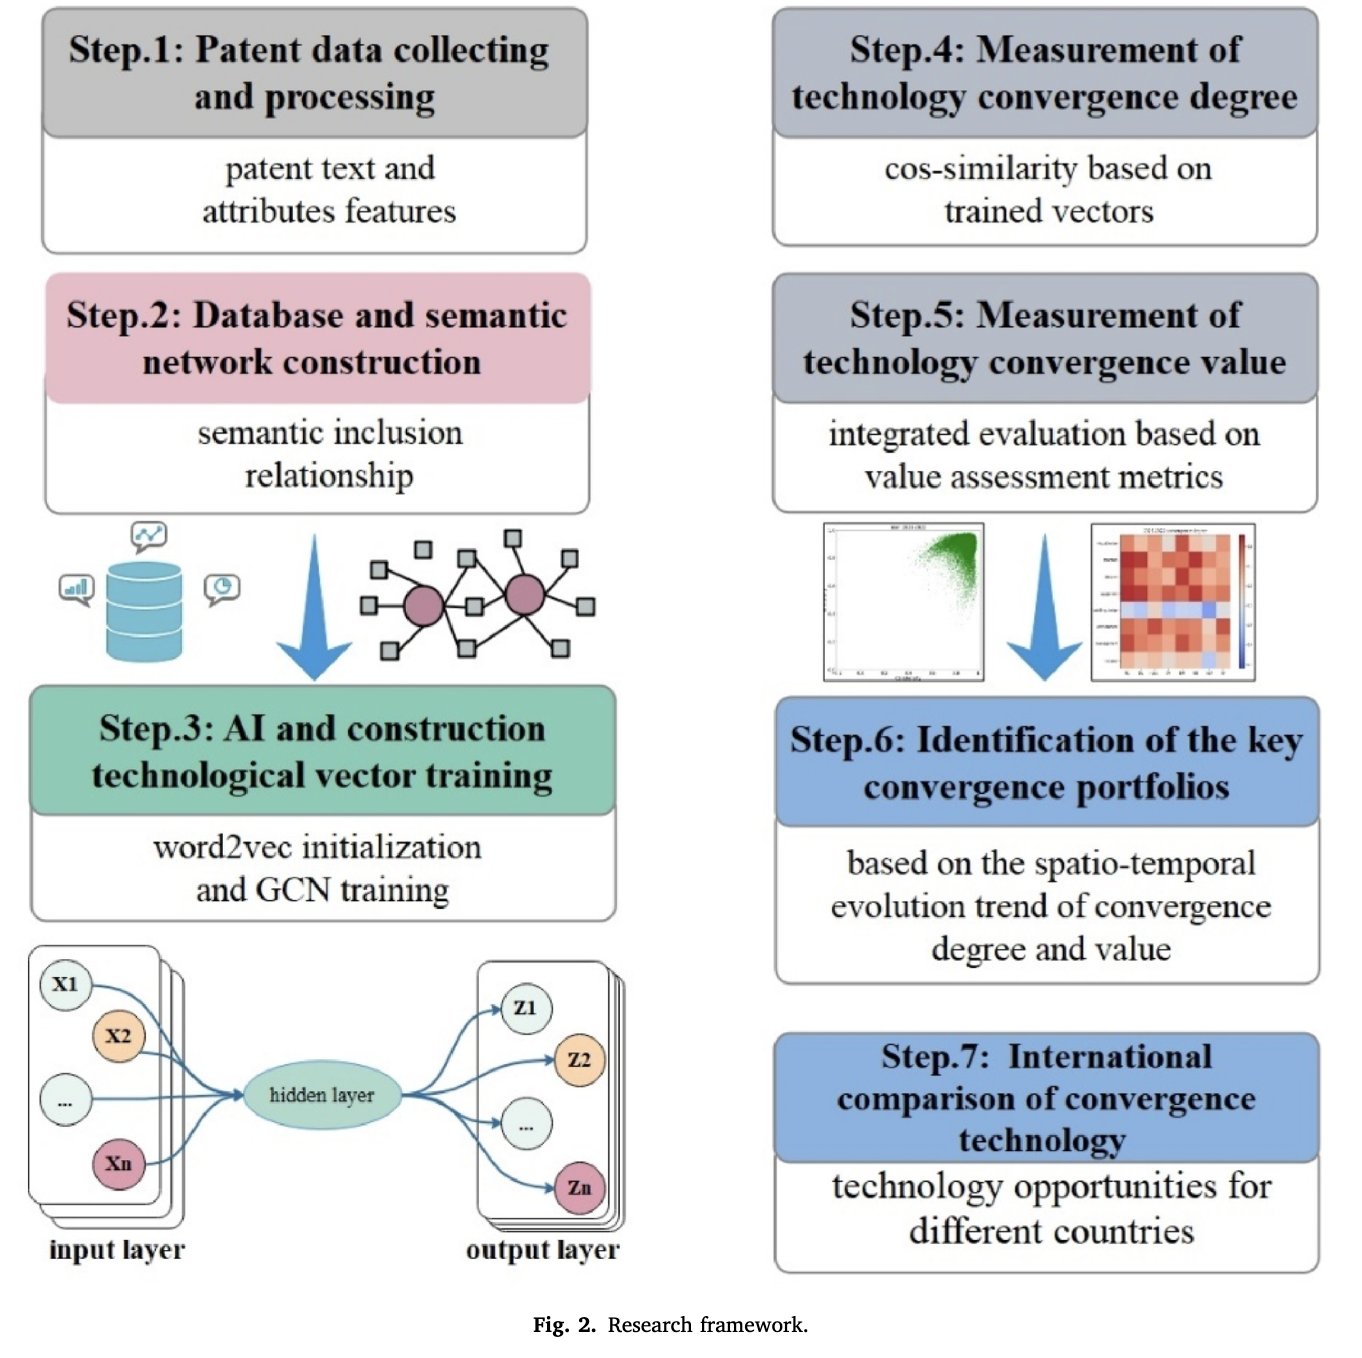 Step.1: Patent data collecting
and processing
patent text and
attributes features
Step.2: Database and semantic
network construction
semantic inclusion
relationship
Step.3: AI and construction
technological vector training
word2vec initialization
and GCN training
X1
X2
...
Xn
hidden layer
Z1
Z2
...
Zn
input layer
output layer
Step.4: Measurement of
technology convergence degree
cos-similarity based on
trained vectors
Step.5: Measurement of
technology convergence value
integrated evaluation based on
value assessment metrics
Step.6: Identification of the key
convergence portfolios
based on the spatio-temporal
evolution trend of convergence
degree and value
Step.7: International
comparison of convergence
technology
technology opportunities for
different countries
Fig. 2. Research framework.